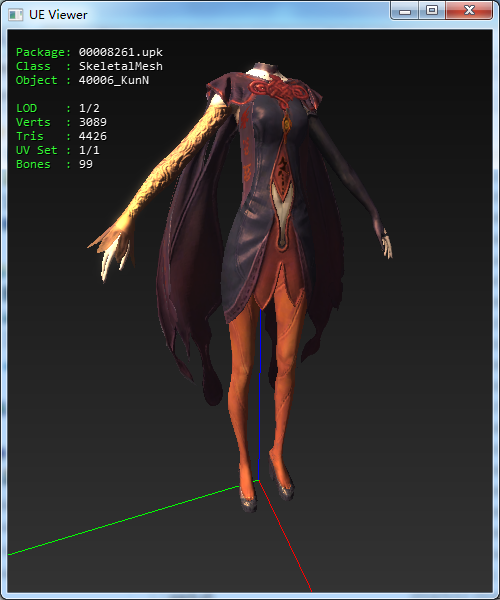 UE Viewer
Package: 00008261.upk
Class : SkeletalMesh
Object : 40006_KunN
LOD : 1/2
Verts : 3089
Tris : 4426
UV Set : 1/1
Bones : 99